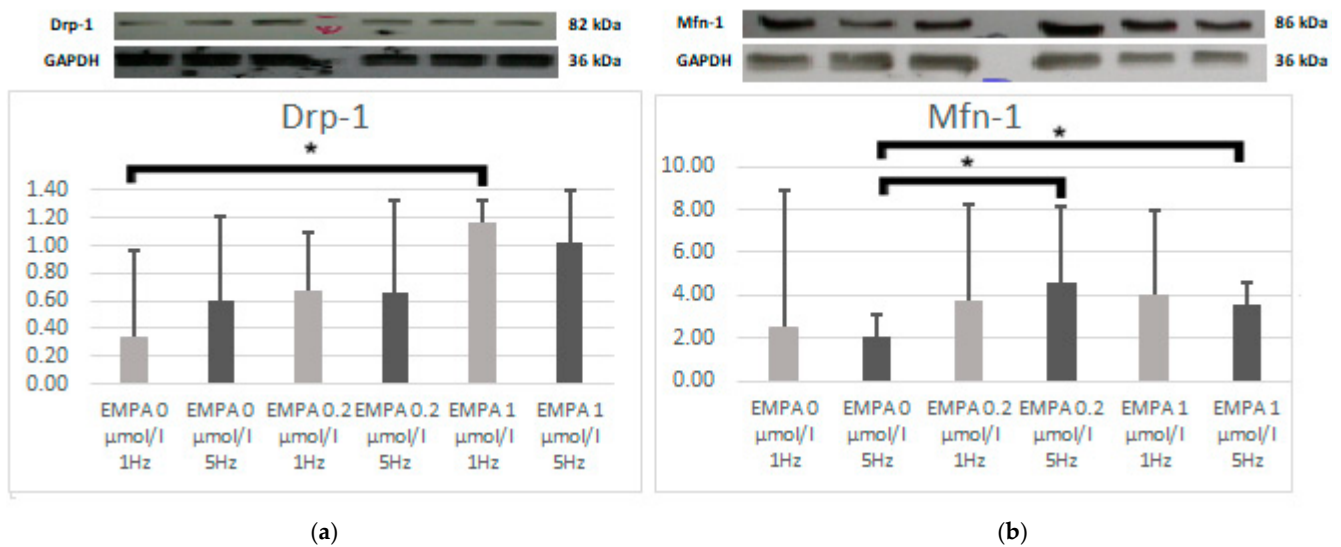 Drp-1 82 kDa
GAPDH 36 kDa
Drp-1
*
1.40
1.20
1.00
0.80
0.60
0.40
0.20
0.00
EMPA 0 EMPA 0 EMPA 0.2 EMPA 0.2 EMPA 1 EMPA 1
µmol/l µmol/l µmol/l µmol/l µmol/l µmol/l
1Hz 5Hz 1Hz 5Hz 1Hz 5Hz
(a)
Mfn-1 86 kDa
GAPDH 36 kDa
Mfn-1
*
*
10.00
8.00
6.00
4.00
2.00
0.00
EMPA 0 EMPA 0 EMPA 0.2 EMPA 0.2 EMPA 1 EMPA 1
µmol/l µmol/l µmol/l µmol/l µmol/l µmol/l
1Hz 5Hz 1Hz 5Hz 1Hz 5Hz
(b)